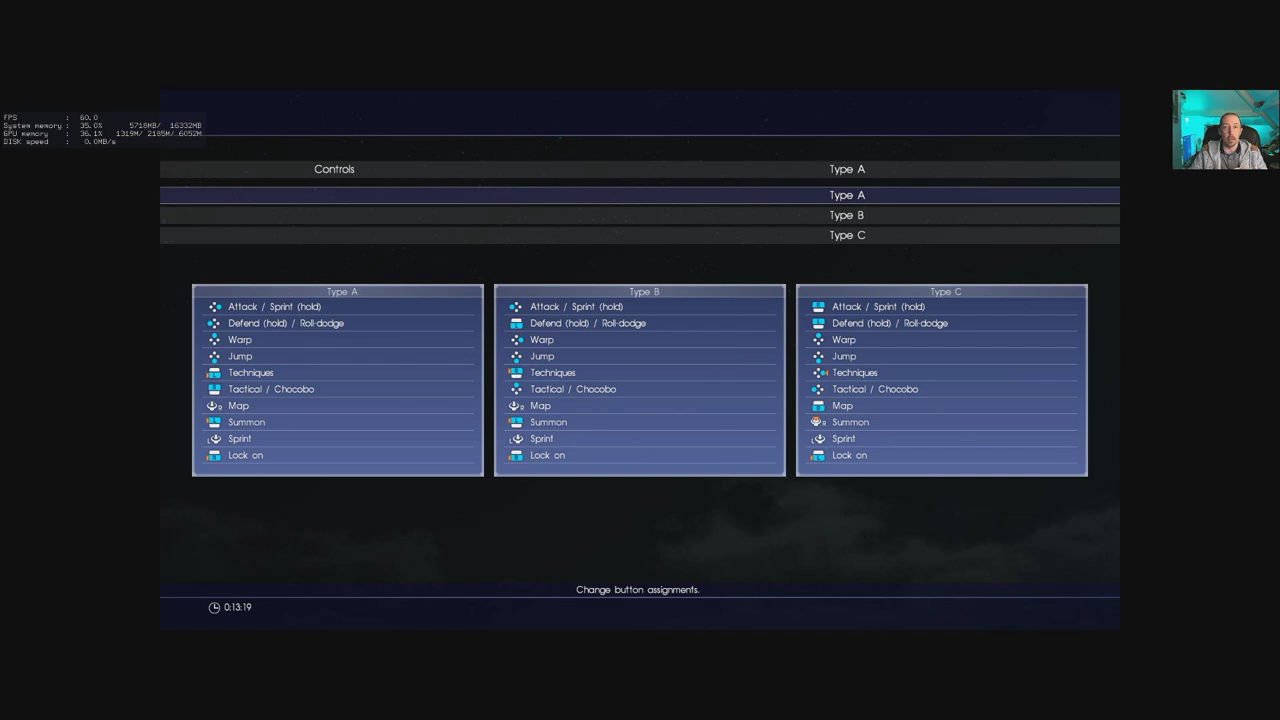 FPS : 60.0
System memory : 35.0% 5718MB/ 16332MB
GPU memory : 36.1% 1319M/ 2185M/ 6052M
DISK speed : 0.0MB/s
Controls Type A
Type A
Type B
Type C
Type A
Attack / Sprint (hold)
Defend (hold) / Roll-dodge
Warp
Jump
Techniques
Tactical / Chocobo
R Map
Summon
L Sprint
Lock on
Type B
Attack / Sprint (hold)
Defend (hold) / Roll-dodge
Warp
Jump
Techniques
Tactical / Chocobo
R Map
Summon
L Sprint
Lock on
Type C
Attack / Sprint (hold)
Defend (hold) / Roll-dodge
Warp
Jump
Techniques
Tactical / Chocobo
Map
R Summon
L Sprint
Lock on
Change button assignments.
0:13:19